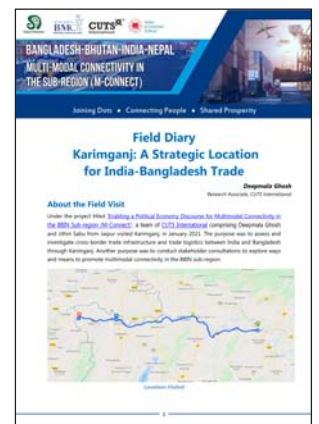 BMC
CUTS
International
BANGLADESH-BHUTAN-INDIA-NEPAL
MULTI-MODAL CONNECTIVITY IN
THE SUB-REGION (M-CONNECT)
Joining Dots • Connecting People • Shared Prosperity
Field Diary
Karimganj: A Strategic Location
for India-Bangladesh Trade
Deepmala Ghosh
Research Associate, CUTS International
About the Field Visit
Under the project titled 'Enabling a Political Economy Discourse for Multimodal Connectivity in
the BBIN Sub-region (M-Connect)', a team of CUTS International comprising Deepmala Ghosh
and Sabu from Jaipur visited Karimganj, in January 2021. The purpose was to assess and
investigate cross-border trade infrastructure and trade logistics between India and Bangladesh
through Karimganj. Another purpose was to conduct stakeholder consultations to explore ways
and means to promote multimodal connectivity in the BBIN sub-region.
Locations Visited